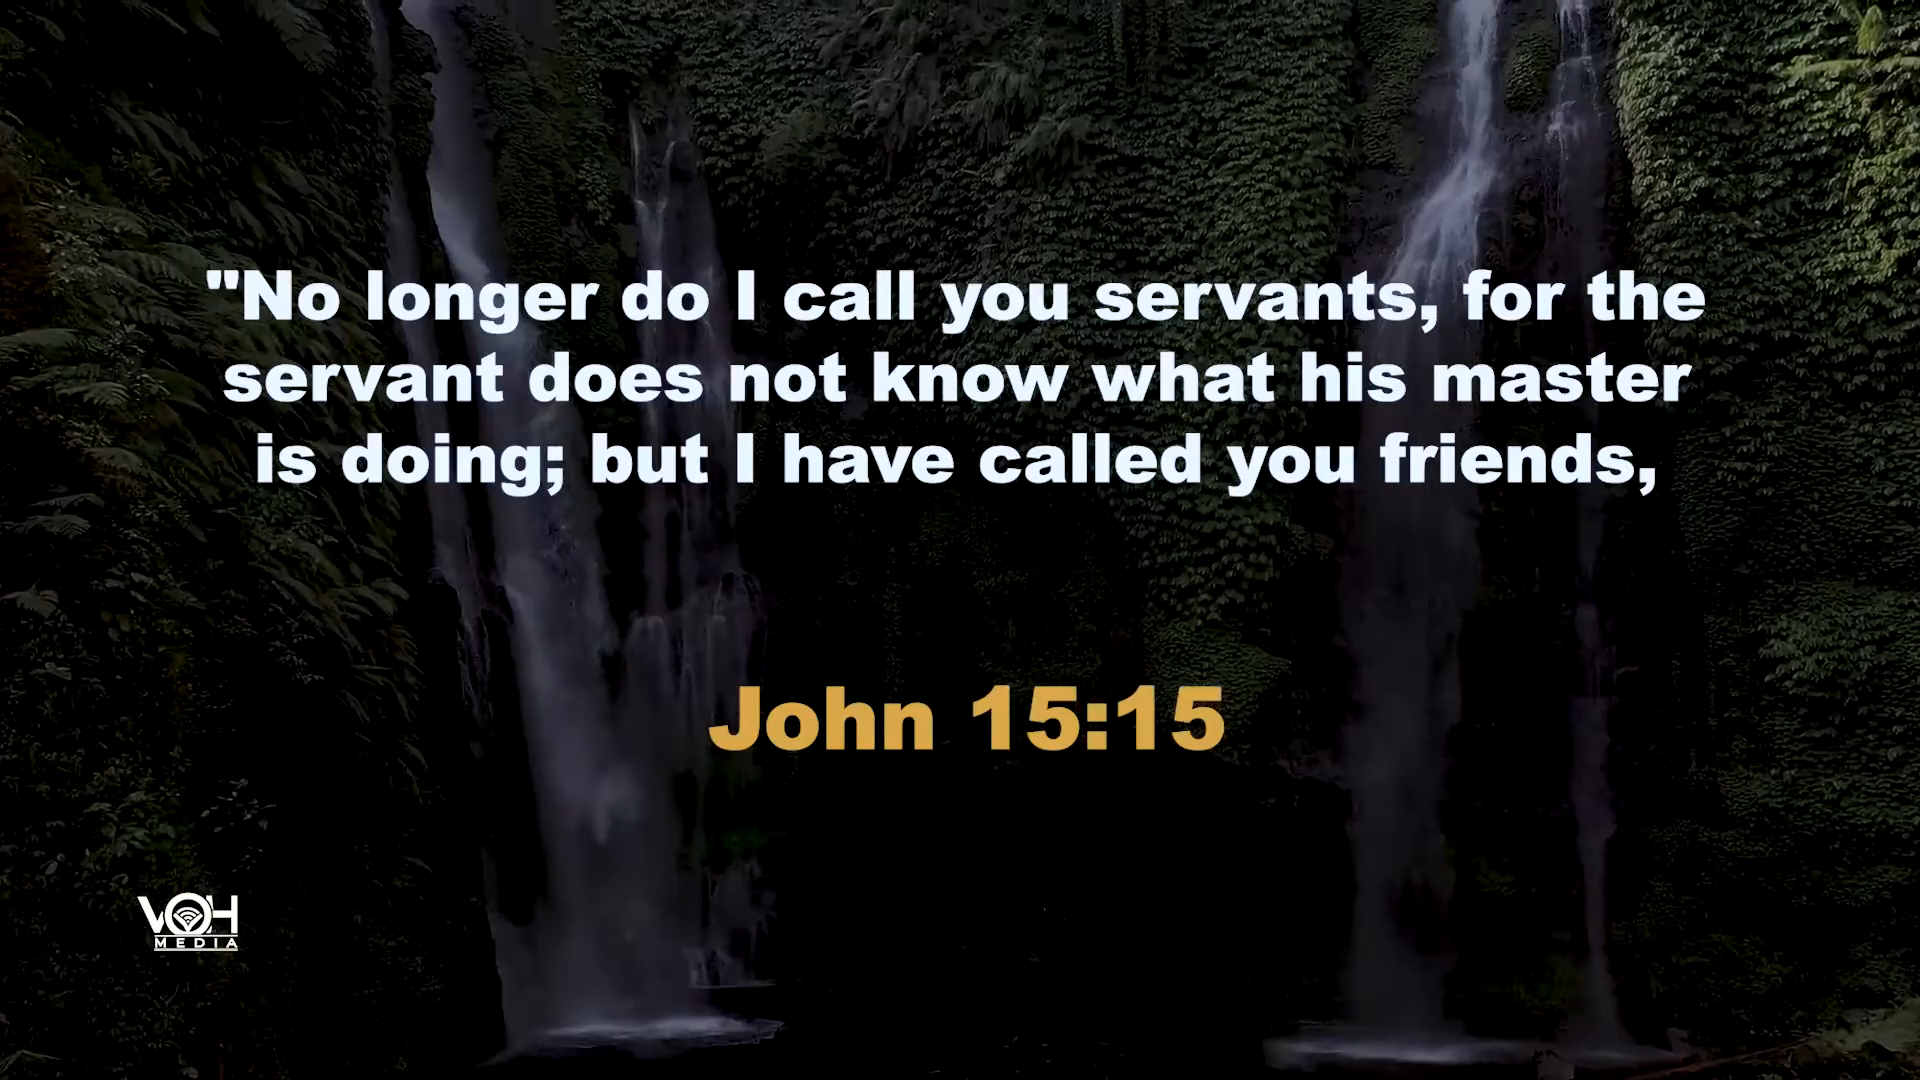 "No longer do I call you servants, for the
servant does not know what his master
is doing; but I have called you friends,
John 15:15
VOH
MEDIA